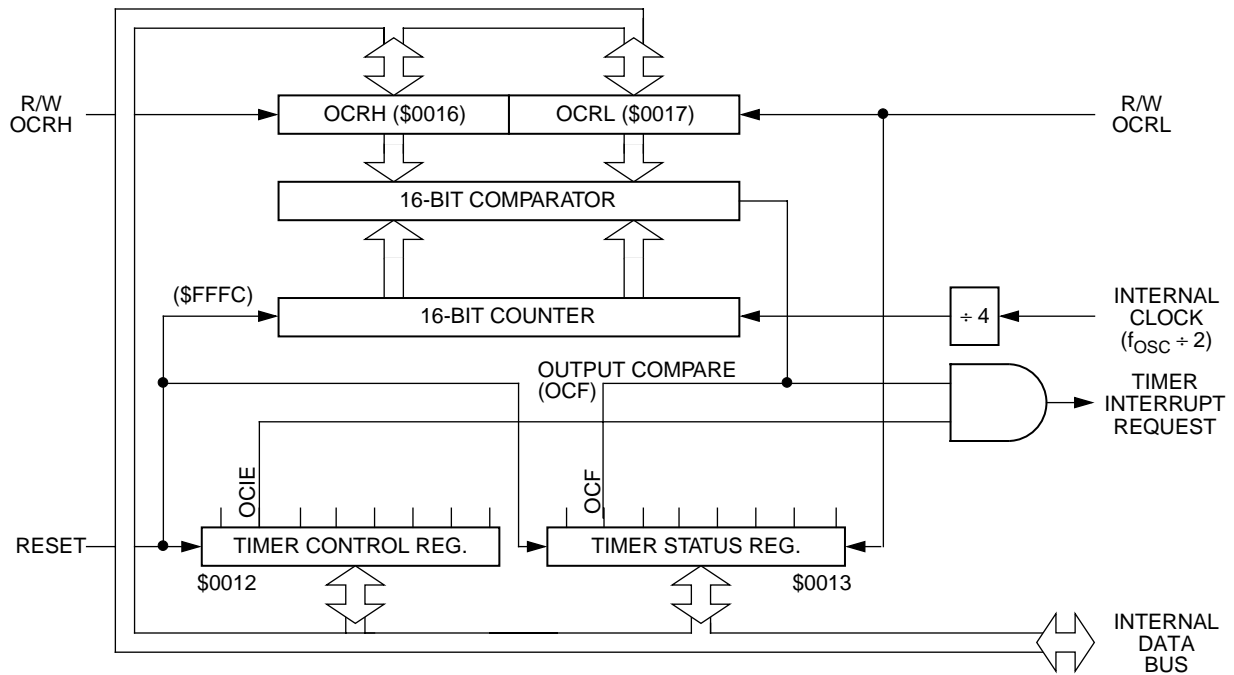 R/W
OCRH
OCRH ($0016)
OCRL ($0017)
R/W
OCRL
16-BIT COMPARATOR
($FFFC)
16-BIT COUNTER
÷ 4
INTERNAL
CLOCK
(fOSC ÷ 2)
OUTPUT COMPARE
(OCF)
TIMER
INTERRUPT
REQUEST
OCIE
OCF
RESET
TIMER CONTROL REG.
TIMER STATUS REG.
$0012
$0013
INTERNAL
DATA
BUS